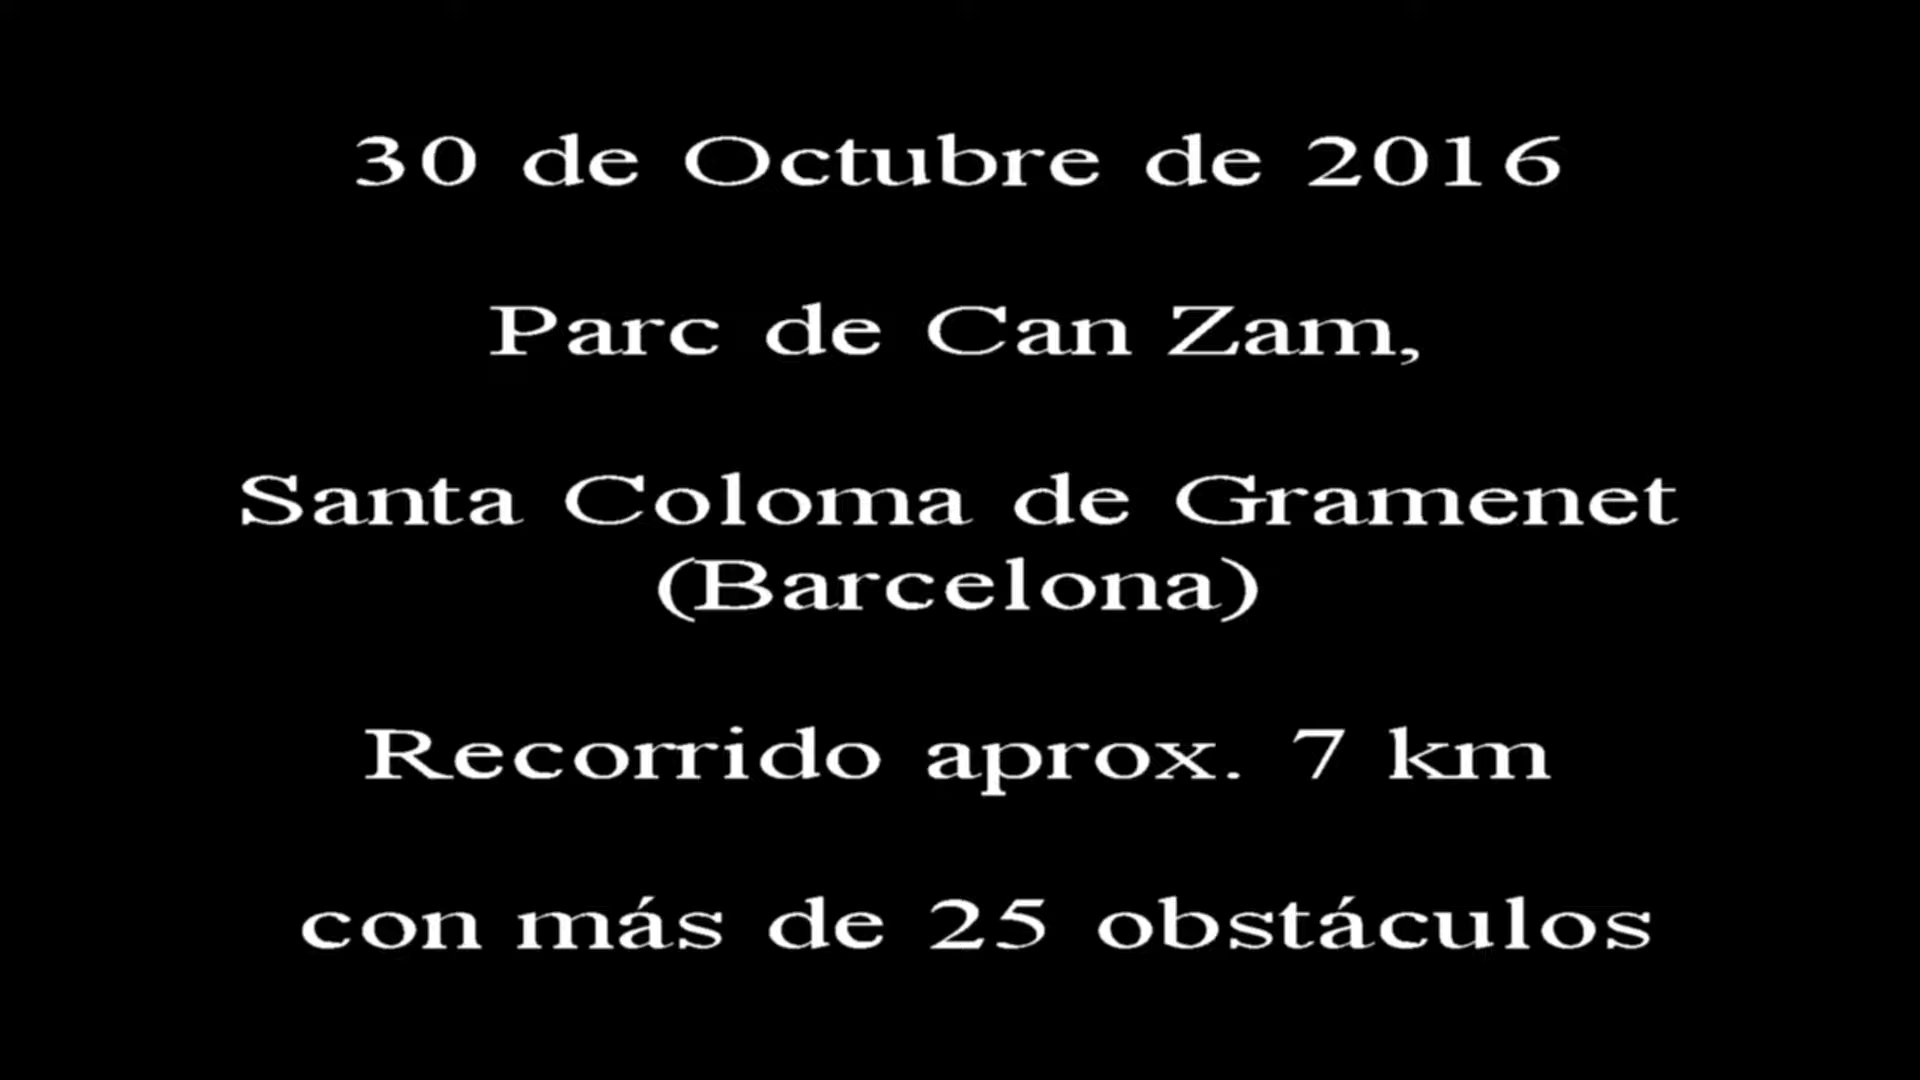 30 de Octubre de 2016
Parc de Can Zam,
Santa Coloma de Gramenet
(Barcelona)
Recorrido aprox. 7 km
con más de 25 obstáculos